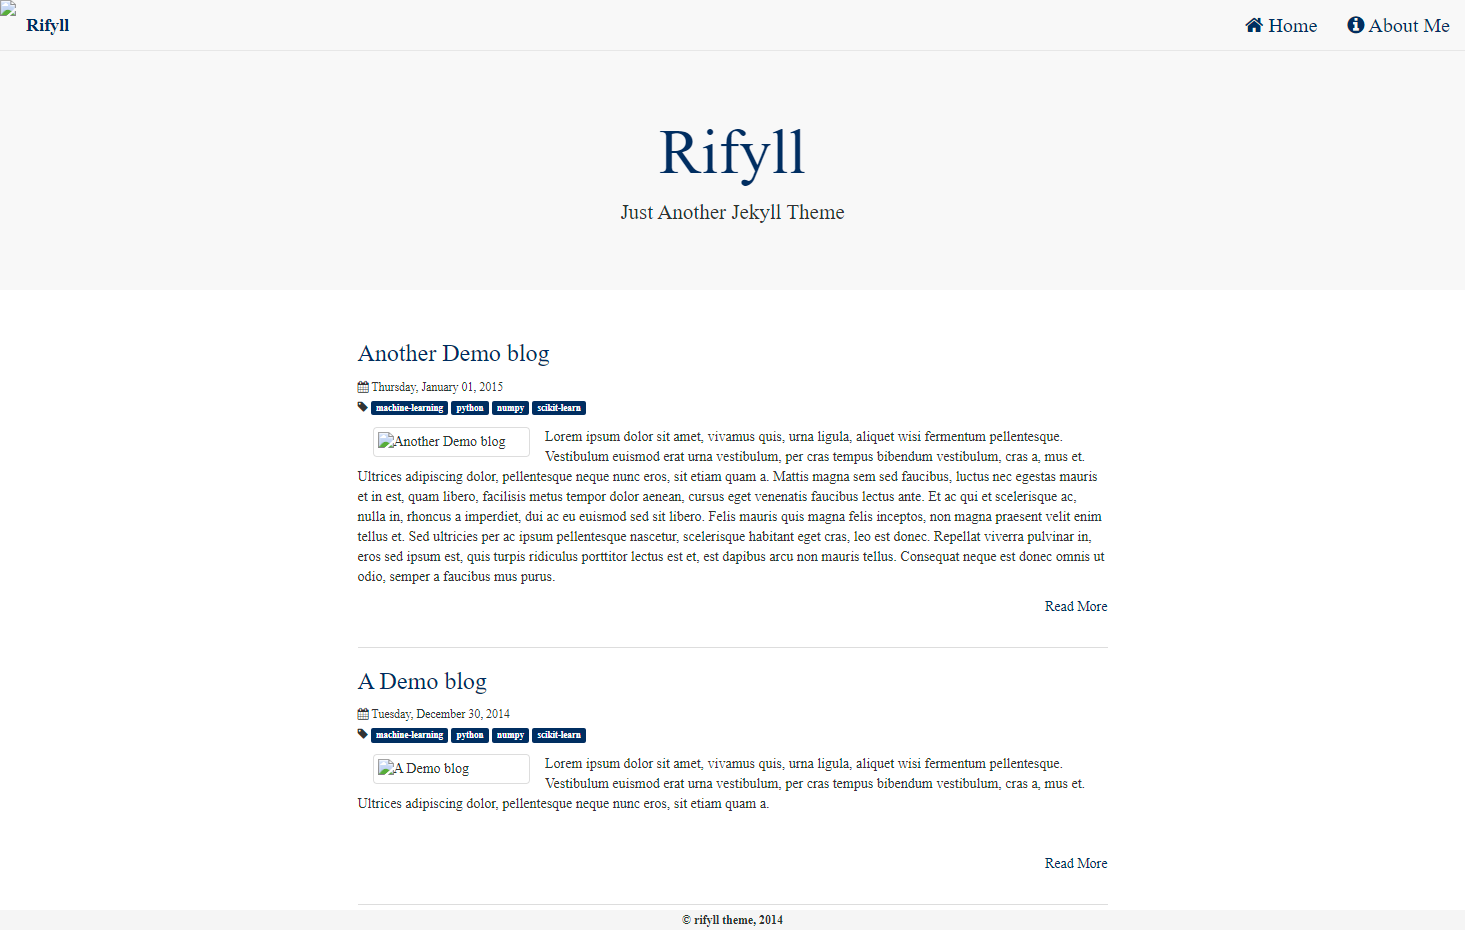 Rifyll
Home
About Me
Rifyll
Just Another Jekyll Theme
Another Demo blog
Thursday, January 01, 2015
machine-learning python numpy scikit-learn
Another Demo blog
Lorem ipsum dolor sit amet, vivamus quis, urna ligula, aliquet wisi fermentum pellentesque.
Vestibulum euismod erat urna vestibulum, per cras tempus bibendum vestibulum, cras a, mus et.
Ultrices adipiscing dolor, pellentesque neque nunc eros, sit etiam quam a. Mattis magna sem sed faucibus, luctus nec egestas mauris
et in est, quam libero, facilisis metus tempor dolor aenean, cursus eget venenatis faucibus lectus ante. Et ac qui et scelerisque ac,
nulla in, rhoncus a imperdiet, dui ac eu euismod sed sit libero. Felis mauris quis magna felis inceptos, non magna praesent velit enim
tellus et. Sed ultricies per ac ipsum pellentesque nascetur, scelerisque habitant eget cras, leo est donec. Repellat viverra pulvinar in,
eros sed ipsum est, quis turpis ridiculus porttitor lectus est et, est dapibus arcu non mauris tellus. Consequat neque est donec omnis ut
odio, semper a faucibus mus purus.
Read More
A Demo blog
Tuesday, December 30, 2014
machine-learning python numpy scikit-learn
A Demo blog
Lorem ipsum dolor sit amet, vivamus quis, urna ligula, aliquet wisi fermentum pellentesque.
Vestibulum euismod erat urna vestibulum, per cras tempus bibendum vestibulum, cras a, mus et.
Ultrices adipiscing dolor, pellentesque neque nunc eros, sit etiam quam a.
Read More
© rifyll theme, 2014